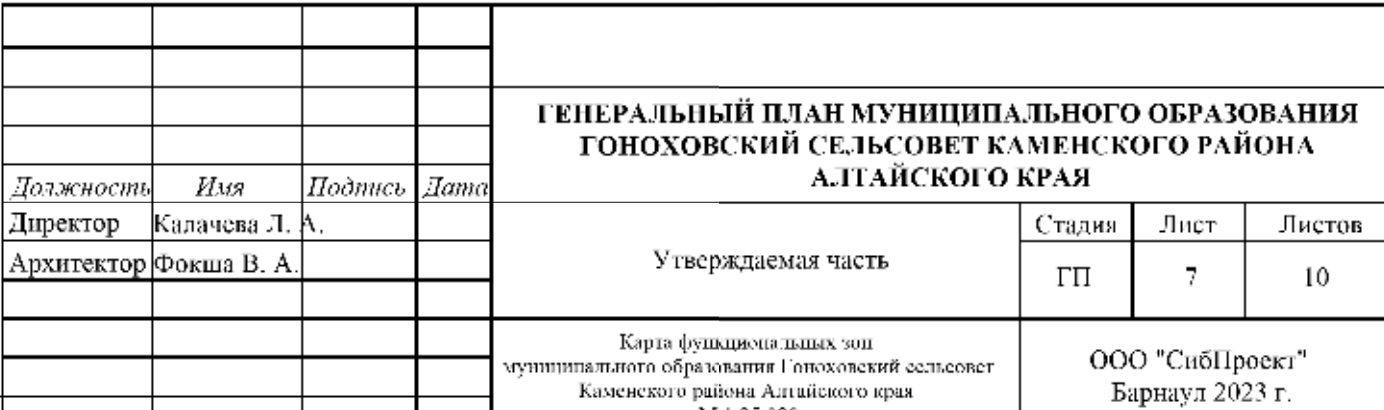 ГЕНЕРАЛЬНЫЙ ПЛАН МУНИЦИПАЛЬНОГО ОБРАЗОВАНИЯ
ГОНОХОВСКИЙ СЕЛЬСОВЕТ КАМЕНСКОГО РАЙОНА
АЛТАЙСКОГО КРАЯ
Должность Имя Подпись Дата
Директор Калачева Л. А.
Архитектор Фокша В. А.
Утверждаемая часть
Стадия Лист Листов
ГП 7 10
Карта функциональных зон
муниципального образования Гоноховский сельсовет
Каменского района Алтайского края
ООО "СибПроект"
Барнаул 2023 г.